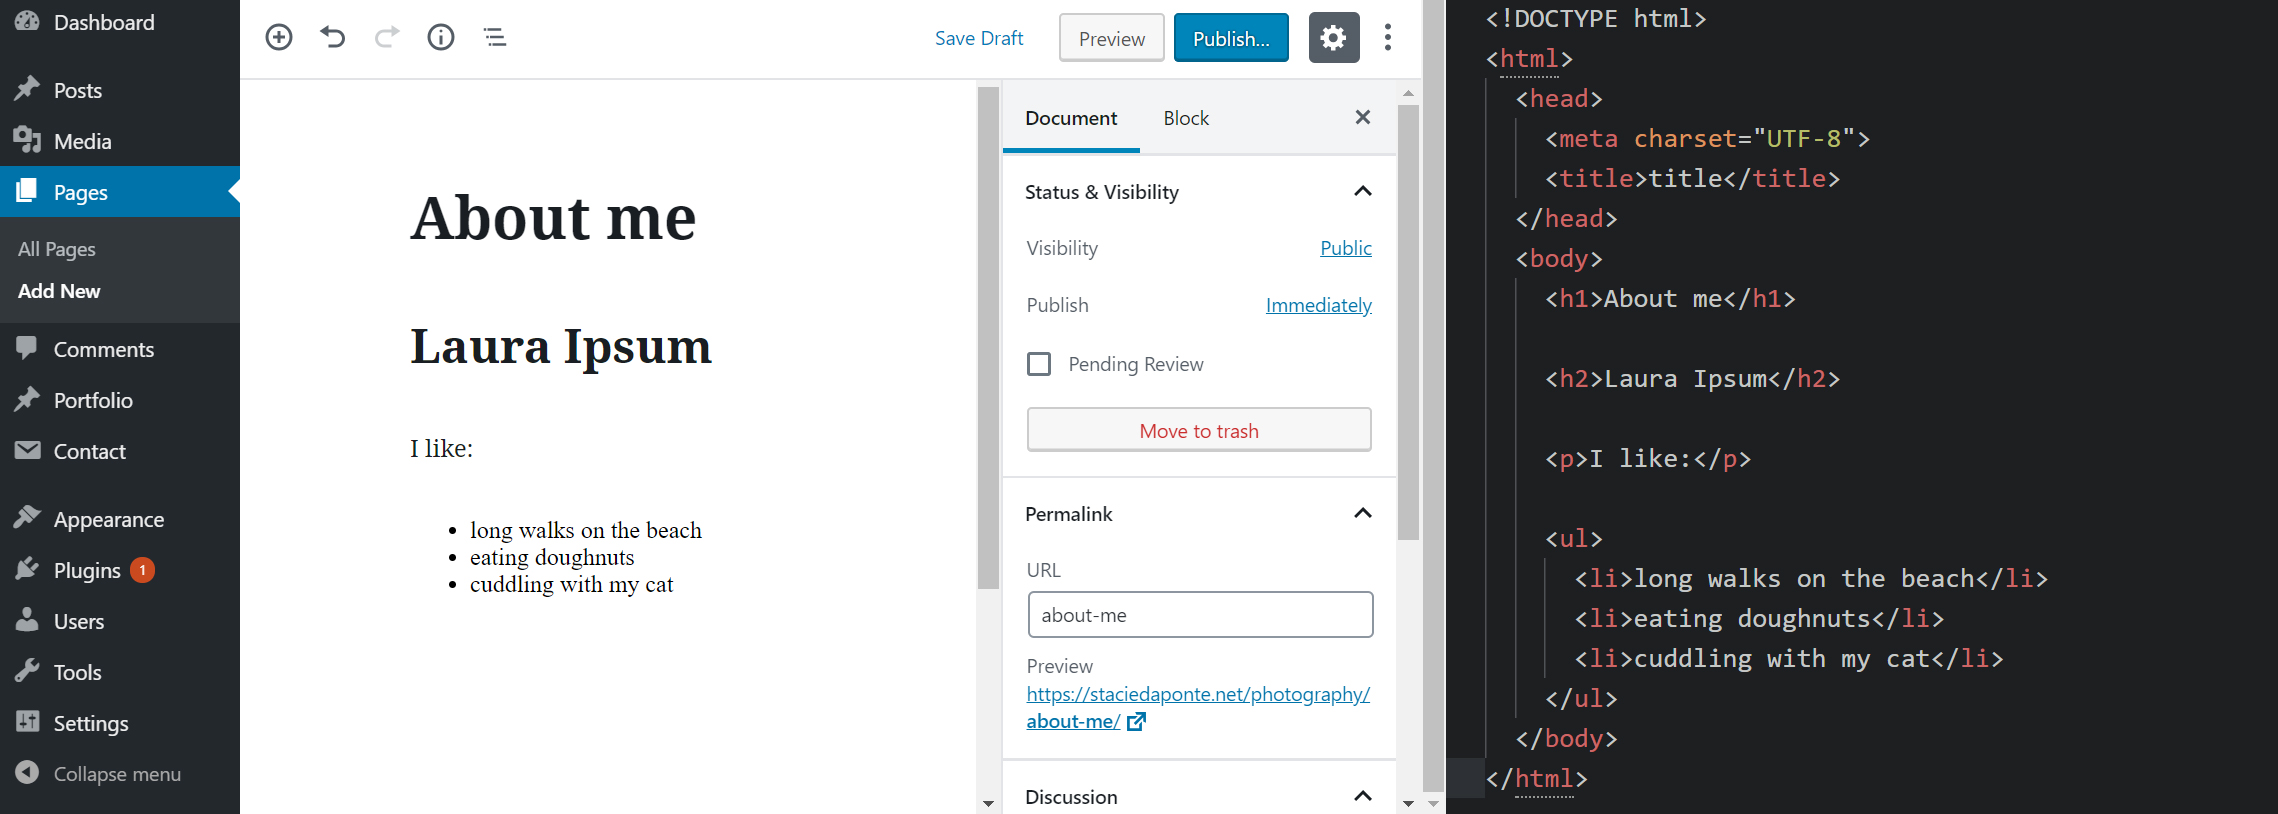 Dashboard
Posts
Media
Pages
All Pages
Add New
Comments
Portfolio
Contact
Appearance
Plugins 1
Users
Tools
Settings
Collapse menu
Save Draft
Preview
Publish...
About me
Laura Ipsum
I like:
• long walks on the beach
• eating doughnuts
• cuddling with my cat
Document Block
Status & Visibility
Visibility Public
Publish Immediately
Pending Review
Move to trash
Permalink
URL
about-me
Preview
https://staciedaponte.net/photography/
about-me/
Discussion
<!DOCTYPE html>
<html>
<head>
<meta charset="UTF-8">
<title>title</title>
</head>
<body>
<h1>About me</h1>
<h2>Laura Ipsum</h2>
<p>I like:</p>
<ul>
<li>long walks on the beach</li>
<li>eating doughnuts</li>
<li>cuddling with my cat</li>
</ul>
</body>
</html>